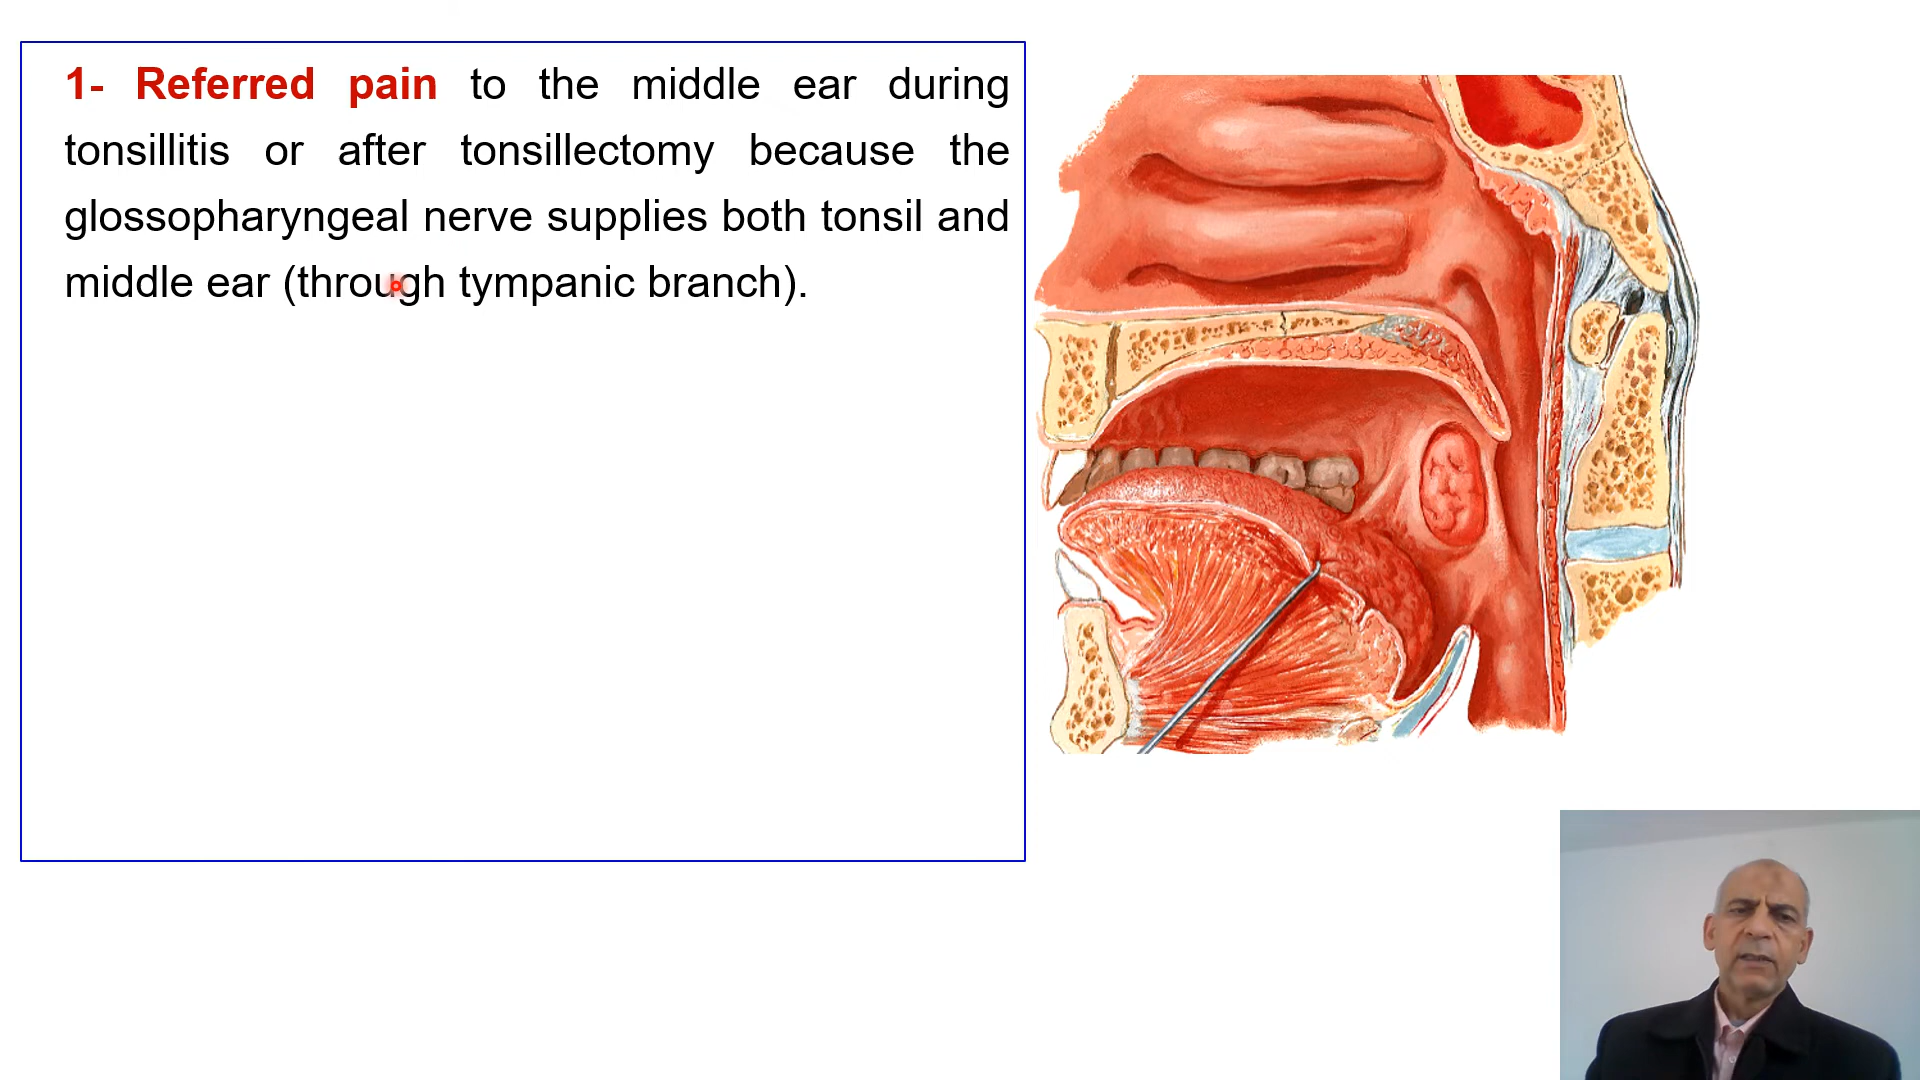 1- Referred pain to the middle ear during
tonsillitis or after tonsillectomy because the
glossopharyngeal nerve supplies both tonsil and
middle ear (through tympanic branch).